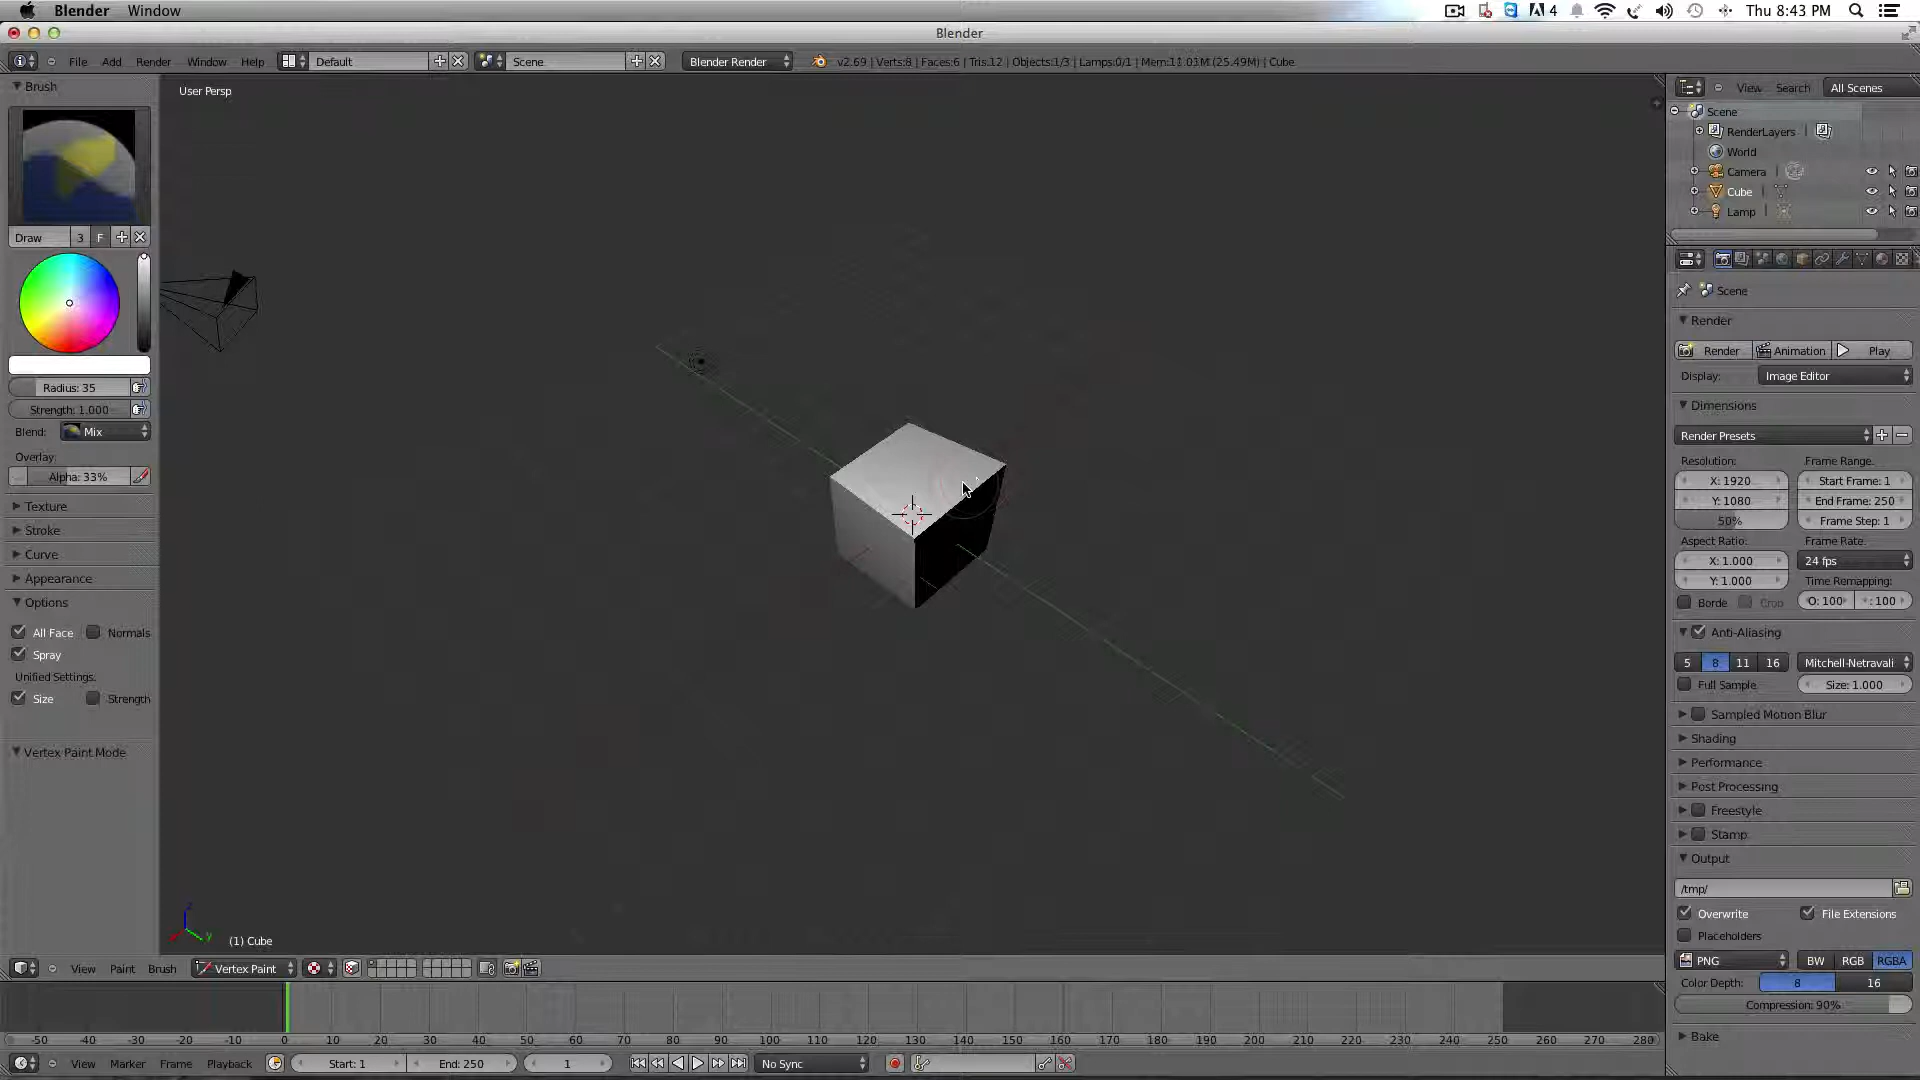 Blender Window 4 Thu 8:43 PM
Blender
File Add Render Window Help Default Scene Blender Render v2.69 | Verts:8 | Faces:6 | Tris:12 | Objects:1/3 | Lamps:0/1 | Mem:11.03M (25.49M) | Cube
Brush
User Persp
Draw 3 F
Radius: 35
Strength: 1.000
Blend: Mix
Overlay:
Alpha: 33%
Texture
Stroke
Curve
Appearance
Options
All Face Normals
Spray
Unified Settings:
Size Strength
Vertex Paint Mode
z
y
(1) Cube
View Paint Brush Vertex Paint
-50 -40 -30 -20 -10 0 10 20 30 40 50 60 70 80 90 100 110 120 130 140 150 160 170 180 190 200 210 220 230 240 250 260 270 280
View Marker Frame Playback Start: 1 End: 250 1 No Sync
View Search All Scenes
Scene
RenderLayers
World
Camera
Cube
Lamp
Scene
Render
Render Animation Play
Display: Image Editor
Dimensions
Render Presets
Resolution: Frame Range:
X: 1920 Start Frame: 1
Y: 1080 End Frame: 250
50% Frame Step: 1
Aspect Ratio: Frame Rate:
X: 1.000 24 fps
Y: 1.000 Time Remapping:
Borde Crop O: 100 : 100
Anti-Aliasing
5 8 11 16 Mitchell-Netravali
Full Sample Size: 1.000
Sampled Motion Blur
Shading
Performance
Post Processing
Freestyle
Stamp
Output
/tmp/
Overwrite File Extensions
Placeholders
PNG BW RGB RGBA
Color Depth: 8 16
Compression: 90%
Bake